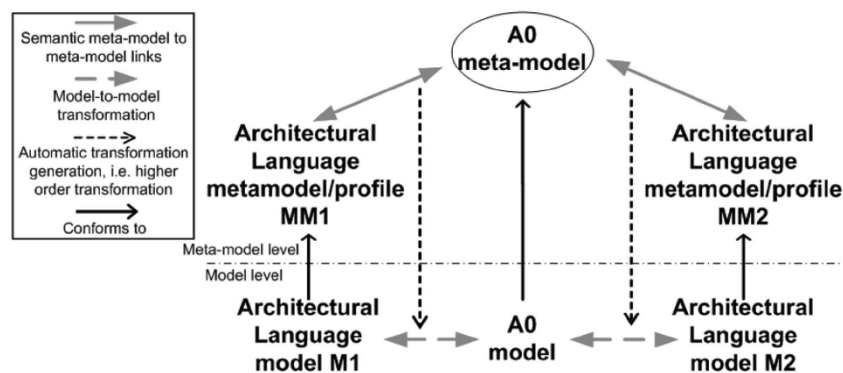 Semantic meta-model to
meta-model links
Model-to-model
transformation
Automatic transformation
generation, i.e. higher
order transformation
Conforms to
A0
meta-model
Architectural
Language
metamodel/profile
MM1
Architectural
Language
metamodel/profile
MM2
Meta-model level
Model level
Architectural
Language
model M1
A0
model
Architectural
Language
model M2